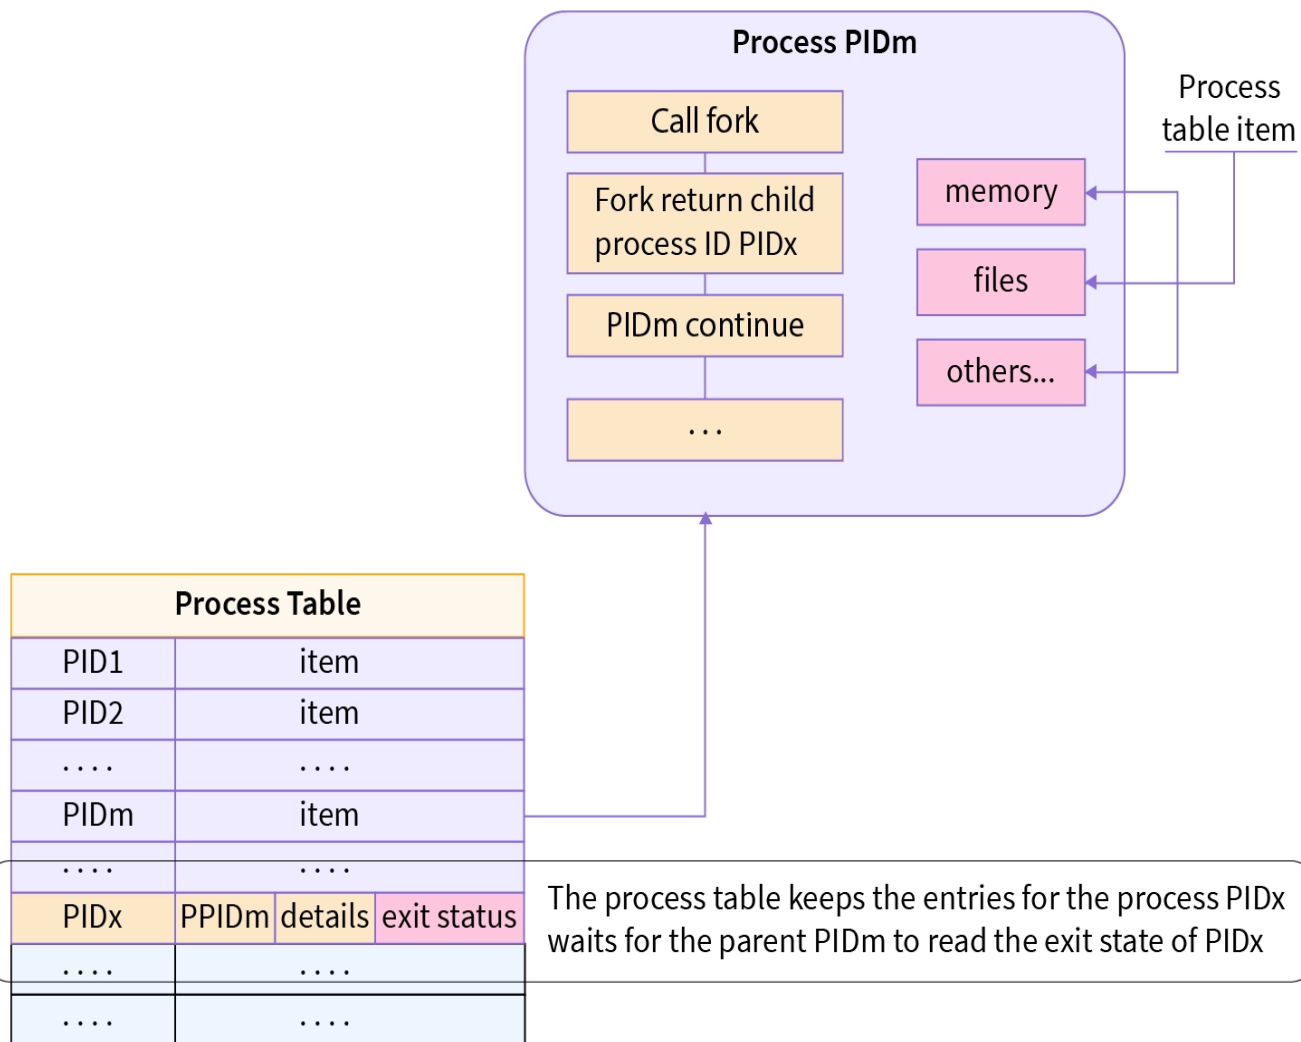 Process PIDm
Call fork
Fork return child
process ID PIDx
PIDm continue
...
memory
files
others...
Process
table item
Process Table
PID1 item
PID2 item
.... ....
PIDm item
.... ....
PIDx PPIDm details exit status
.... ....
.... ....
The process table keeps the entries for the process PIDx
waits for the parent PIDm to read the exit state of PIDx